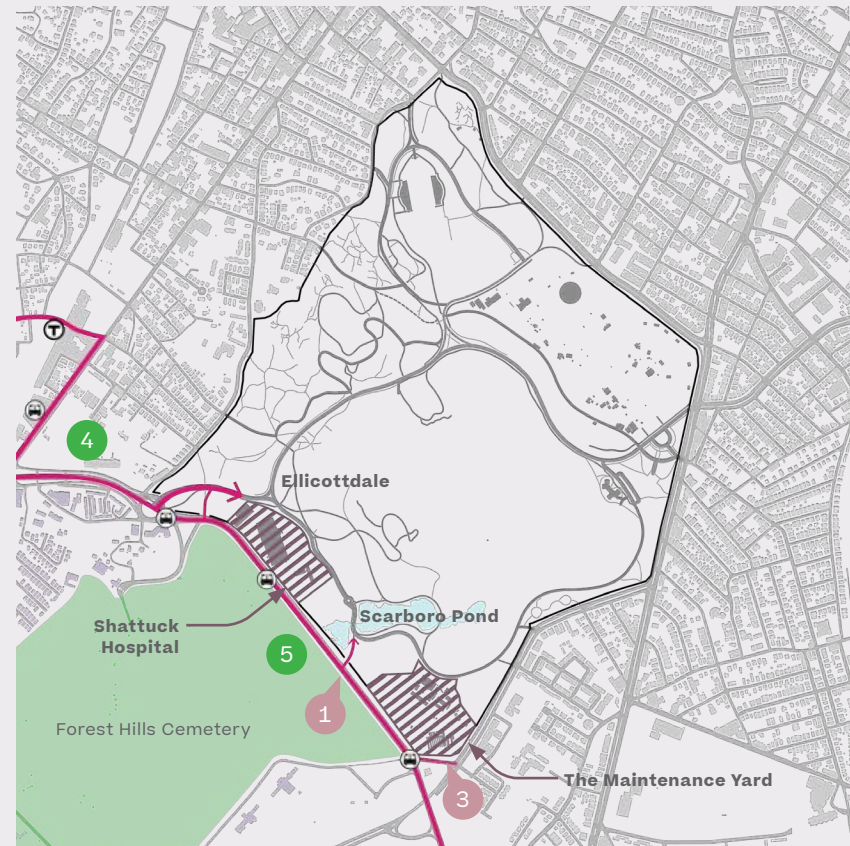 T
4
Ellicottdale
Shattuck
Hospital
Scarboro Pond
5
1
Forest Hills Cemetery
The Maintenance Yard
3